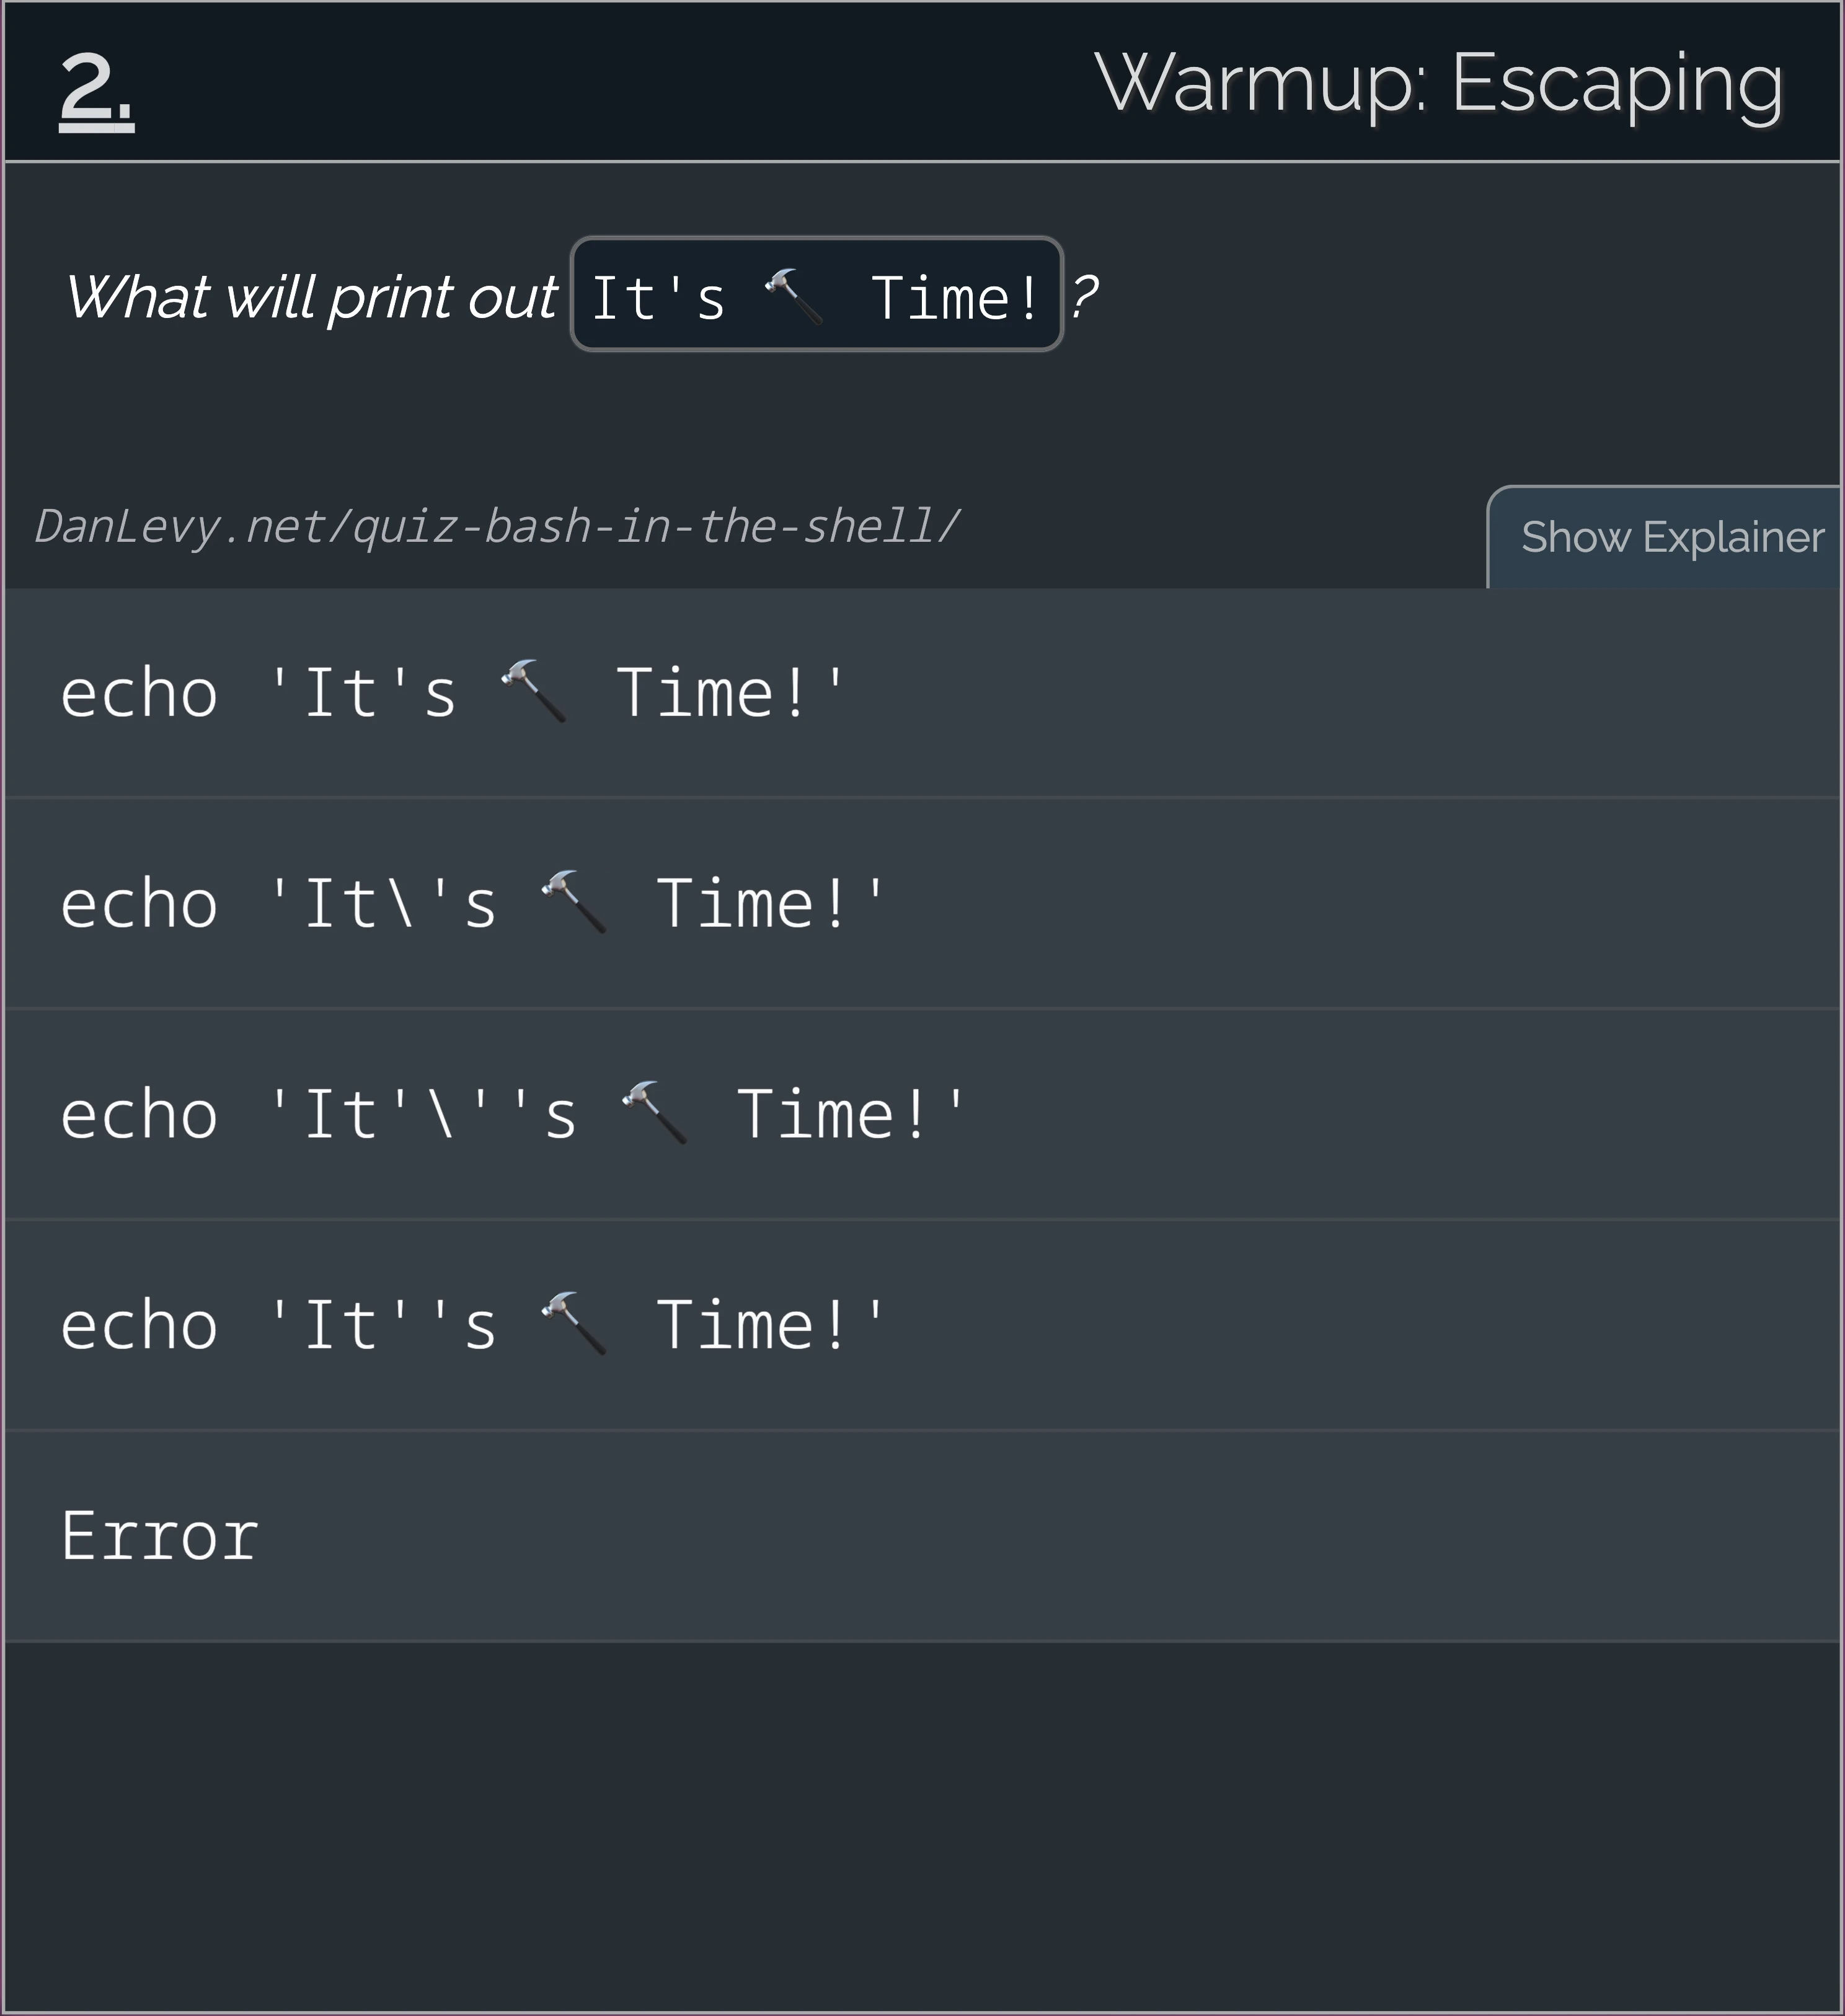 2.
Warmup: Escaping
What will print out It's 🔨 Time! ?
DanLevy.net/quiz-bash-in-the-shell/
Show Explainer
echo 'It's 🔨 Time!'
echo 'It\'s 🔨 Time!'
echo 'It'\''s 🔨 Time!'
echo 'It''s 🔨 Time!'
Error